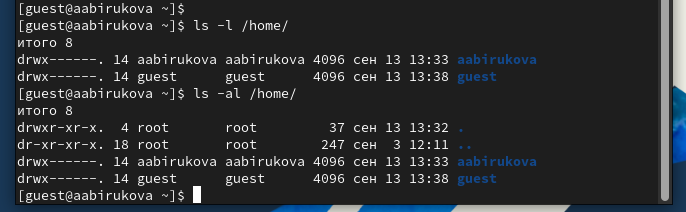 [guest@aabirukova ~]$
[guest@aabirukova ~]$ ls -l /home/
итого 8
drwx------. 14 aabirukova aabirukova 4096 сен 13 13:33 aabirukova
drwx------. 14 guest      guest      4096 сен 13 13:38 guest
[guest@aabirukova ~]$ ls -al /home/
итого 8
drwxr-xr-x.  4 root       root         37 сен 13 13:32 .
dr-xr-xr-x. 18 root       root        247 сен  3 12:11 ..
drwx------. 14 aabirukova aabirukova 4096 сен 13 13:33 aabirukova
drwx------. 14 guest      guest      4096 сен 13 13:38 guest
[guest@aabirukova ~]$